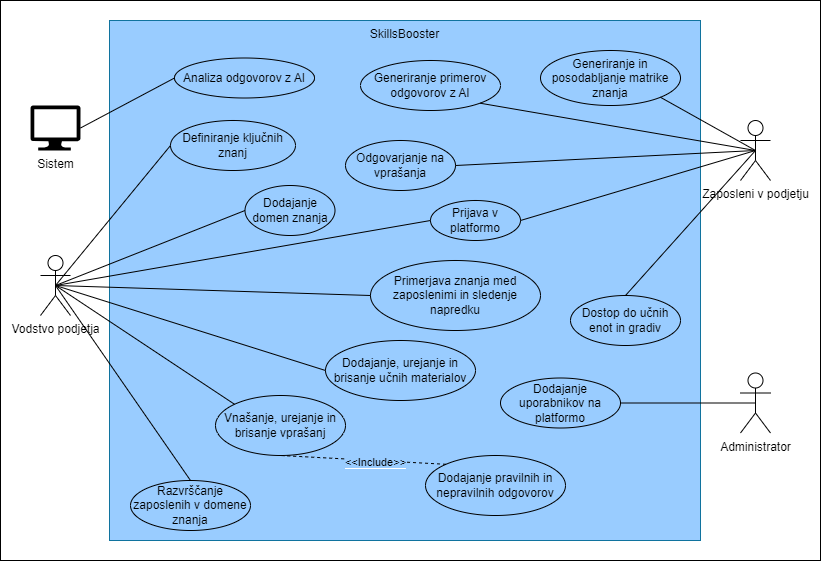 SkillsBooster
Analiza odgovorov z AI
Generiranje primerov
odgovorov z AI
Generiranje in
posodabljanje matrike
znanja
Sistem
Definiranje ključnih
znanj
Odgovarjanje na
vprašanja
Zaposleni v podjetju
Dodajanje
domen znanja
Prijava v
platformo
Vodstvo podjetja
Primerjava znanja med
zaposlenimi in sledenje
napredku
Dostop do učnih
enot in gradiv
Dodajanje, urejanje in
brisanje učnih materialov
Dodajanje
uporabnikov na
platformo
Administrator
Vnašanje, urejanje in
brisanje vprašanj
<<Include>>
Dodajanje pravilnih in
nepravilnih odgovorov
Razvrščanje
zaposlenih v domene
znanja